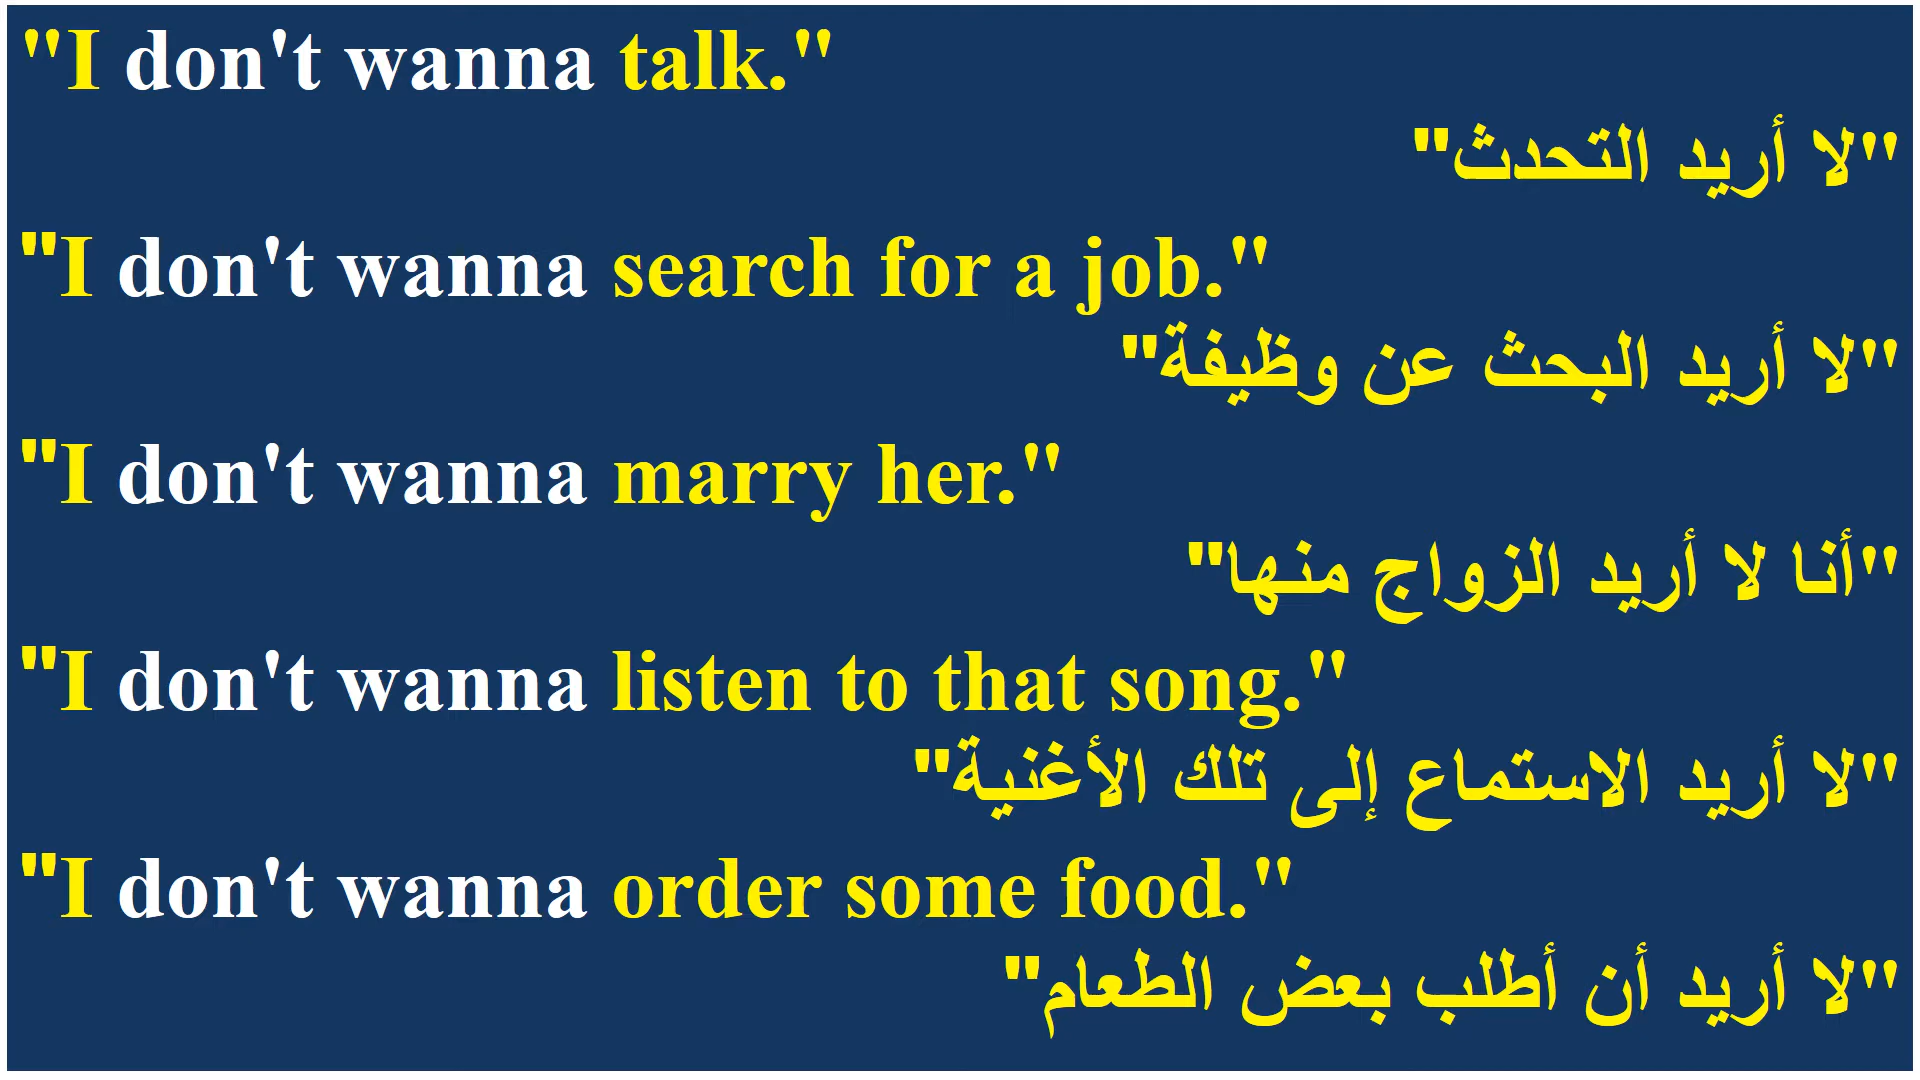 "I don't wanna talk."
"لا أريد التحدث"
"I don't wanna search for a job."
"لا أريد البحث عن وظيفة"
"I don't wanna marry her."
"أنا لا أريد الزواج منها"
"I don't wanna listen to that song."
"لا أريد الاستماع إلى تلك الأغنية"
"I don't wanna order some food."
"لا أريد أن أطلب بعض الطعام"